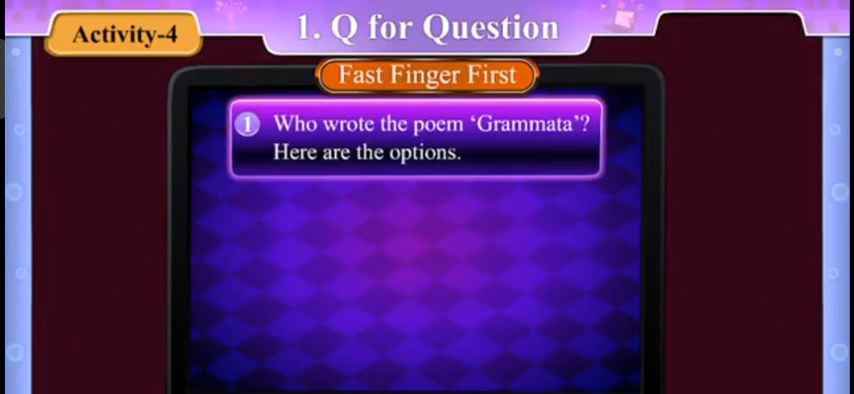 Activity-4
1. Q for Question
Fast Finger First
1 Who wrote the poem ‘Grammata’?
Here are the options.